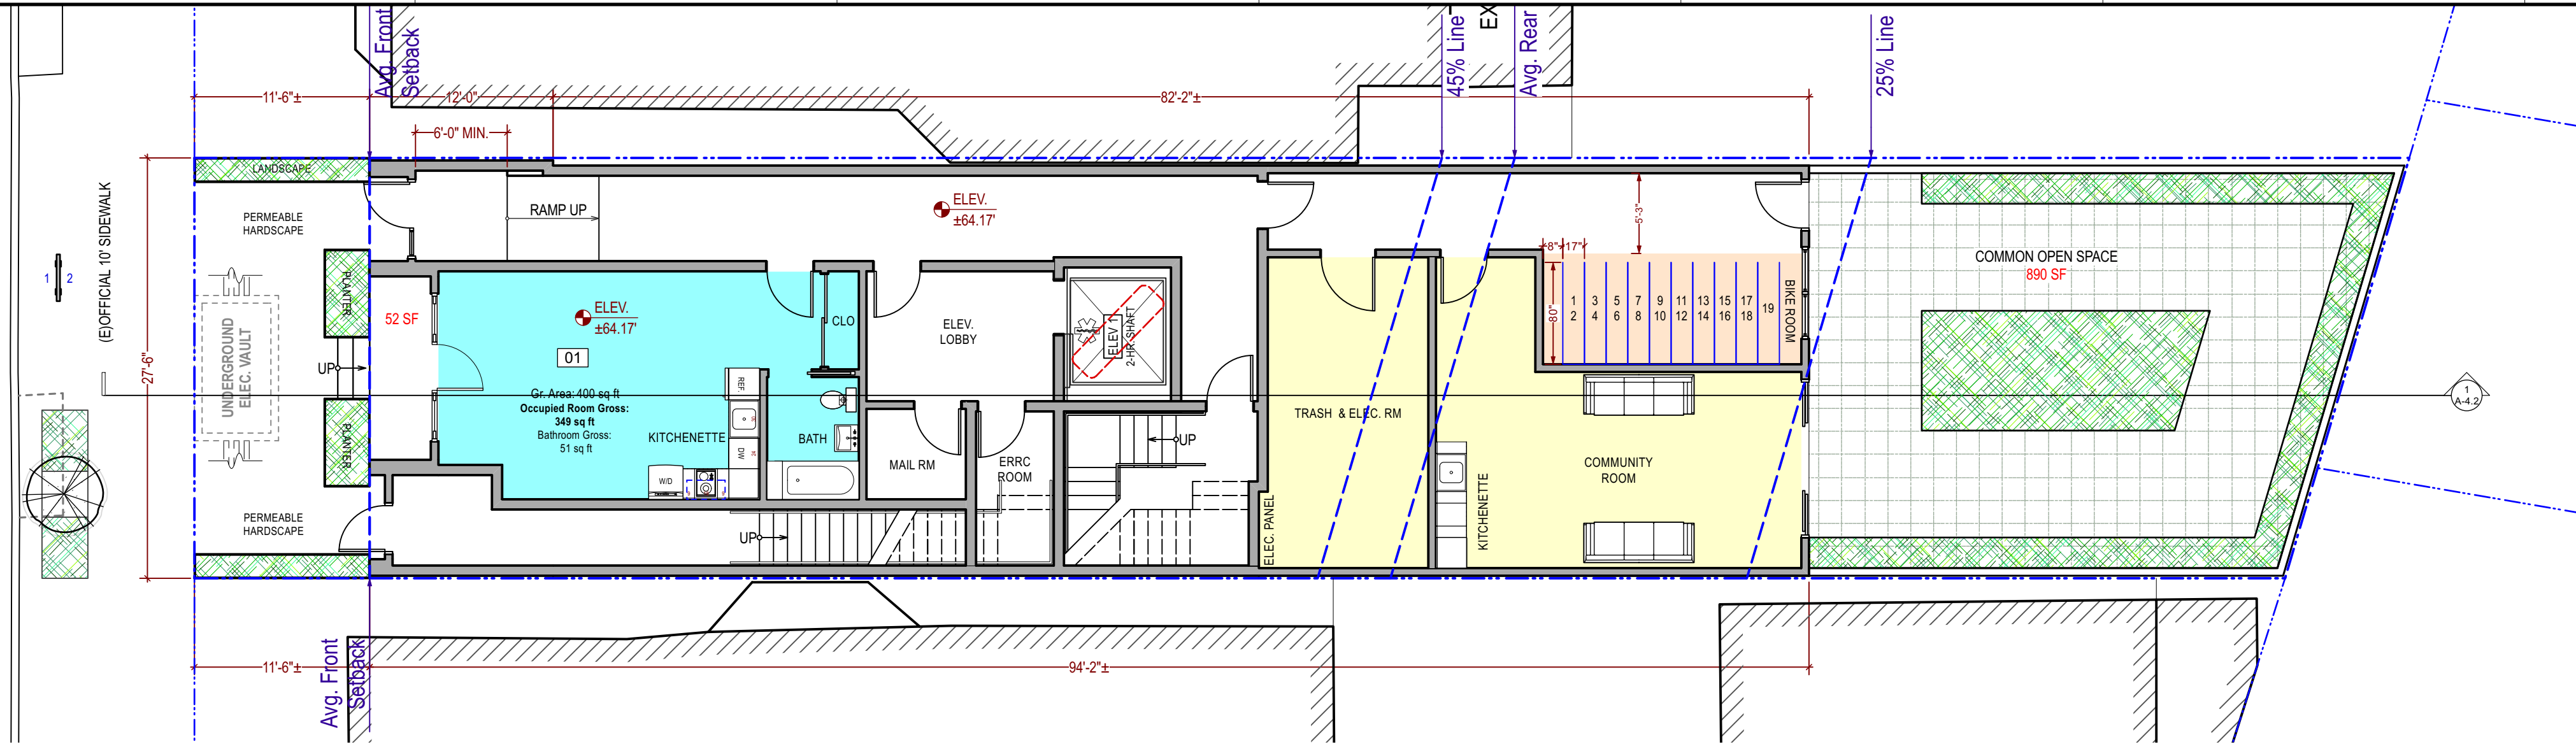 Avg. Front
Setback
45% Line
EX
Avg. Rear
25% Line
11'-6"±
12'-0"
82'-2"±
6'-0" MIN.
LANDSCAPE
PERMEABLE
HARDSCAPE
RAMP UP
ELEV.
±64.17'
5'-3"
8"
17"
COMMON OPEN SPACE
890 SF
(E)OFFICIAL 10' SIDEWALK
1
2
27'-6"
UNDERGROUND
ELEC. VAULT
PLANTER
UP
PLANTER
52 SF
ELEV.
±64.17'
01
Gr. Area: 400 sq ft
Occupied Room Gross:
349 sq ft
Bathroom Gross:
51 sq ft
KITCHENETTE
REF.
DW
W/D
CLO
BATH
ELEV.
LOBBY
ELEV 1
2-HR. SHAFT
MAIL RM
ERRC
ROOM
UP
UP
TRASH & ELEC. RM
ELEC. PANEL
KITCHENETTE
COMMUNITY
ROOM
80"
1 3 5 7 9 11 13 15 17
2 4 6 8 10 12 14 16 18
19
BIKE ROOM
1
A-4.2
PERMEABLE
HARDSCAPE
11'-6"±
94'-2"±
Avg. Front
Setback